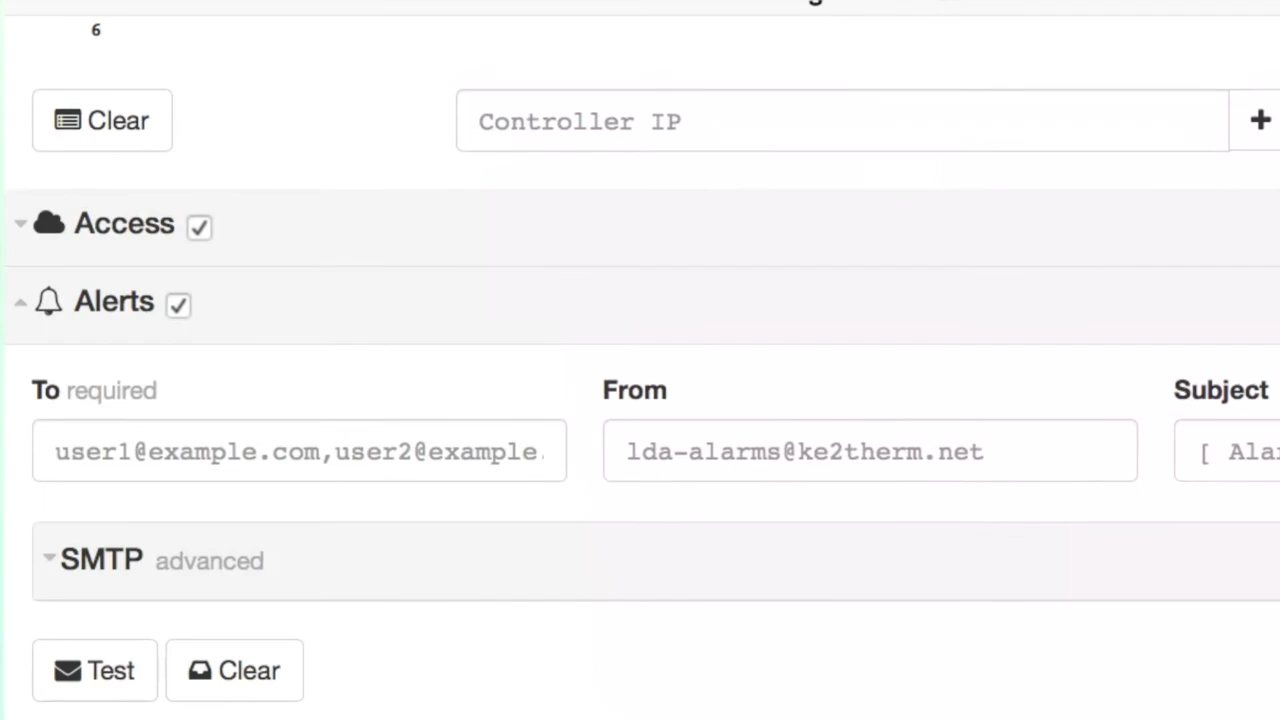 6
Clear
Controller IP
Access
Alerts
To required
From
Subject
user1@example.com,user2@example.
lda-alarms@ke2therm.net
[ Alar
SMTP advanced
Test
Clear